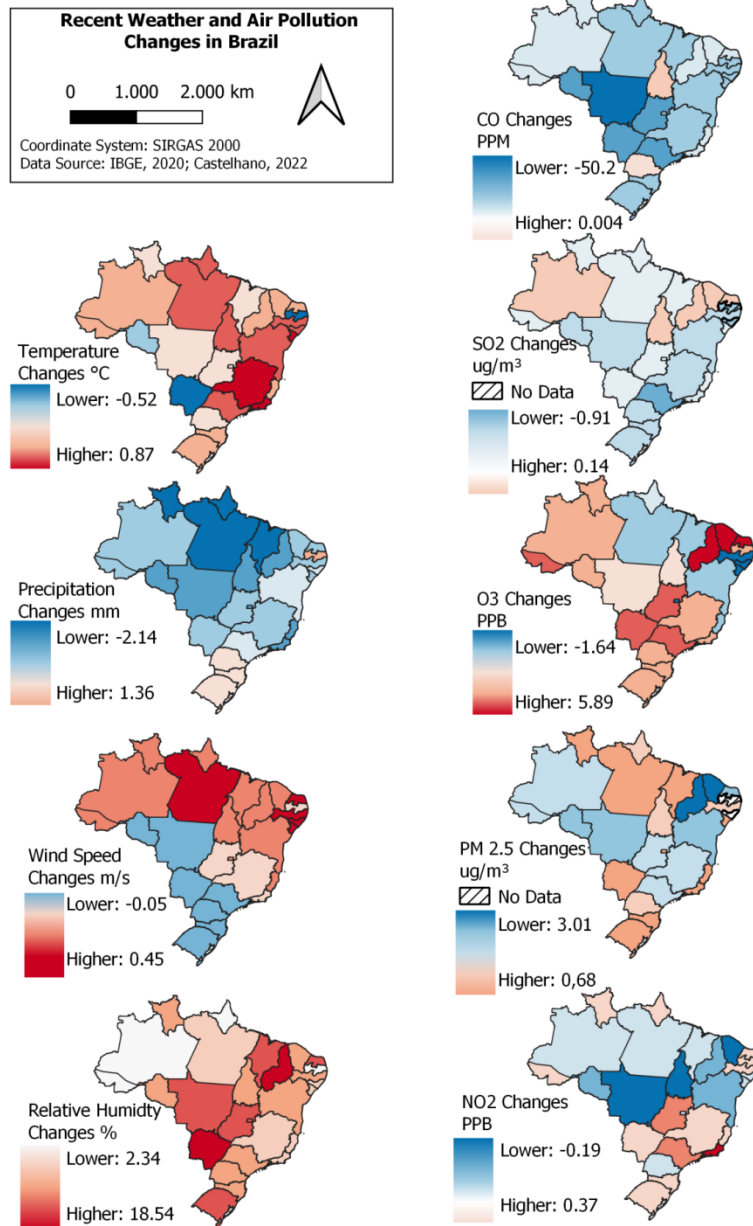 Recent Weather and Air Pollution
Changes in Brazil
0 1.000 2.000 km
Coordinate System: SIRGAS 2000
Data Source: IBGE, 2020; Castelhano, 2022
Temperature
Changes °C
Lower: -0.52
Higher: 0.87
Precipitation
Changes mm
Lower: -2.14
Higher: 1.36
Wind Speed
Changes m/s
Lower: -0.05
Higher: 0.45
Relative Humidty
Changes %
Lower: 2.34
Higher: 18.54
CO Changes
PPM
Lower: -50.2
Higher: 0.004
SO2 Changes
ug/m³
No Data
Lower: -0.91
Higher: 0.14
O3 Changes
PPB
Lower: -1.64
Higher: 5.89
PM 2.5 Changes
ug/m³
No Data
Lower: 3.01
Higher: 0,68
NO2 Changes
PPB
Lower: -0.19
Higher: 0.37